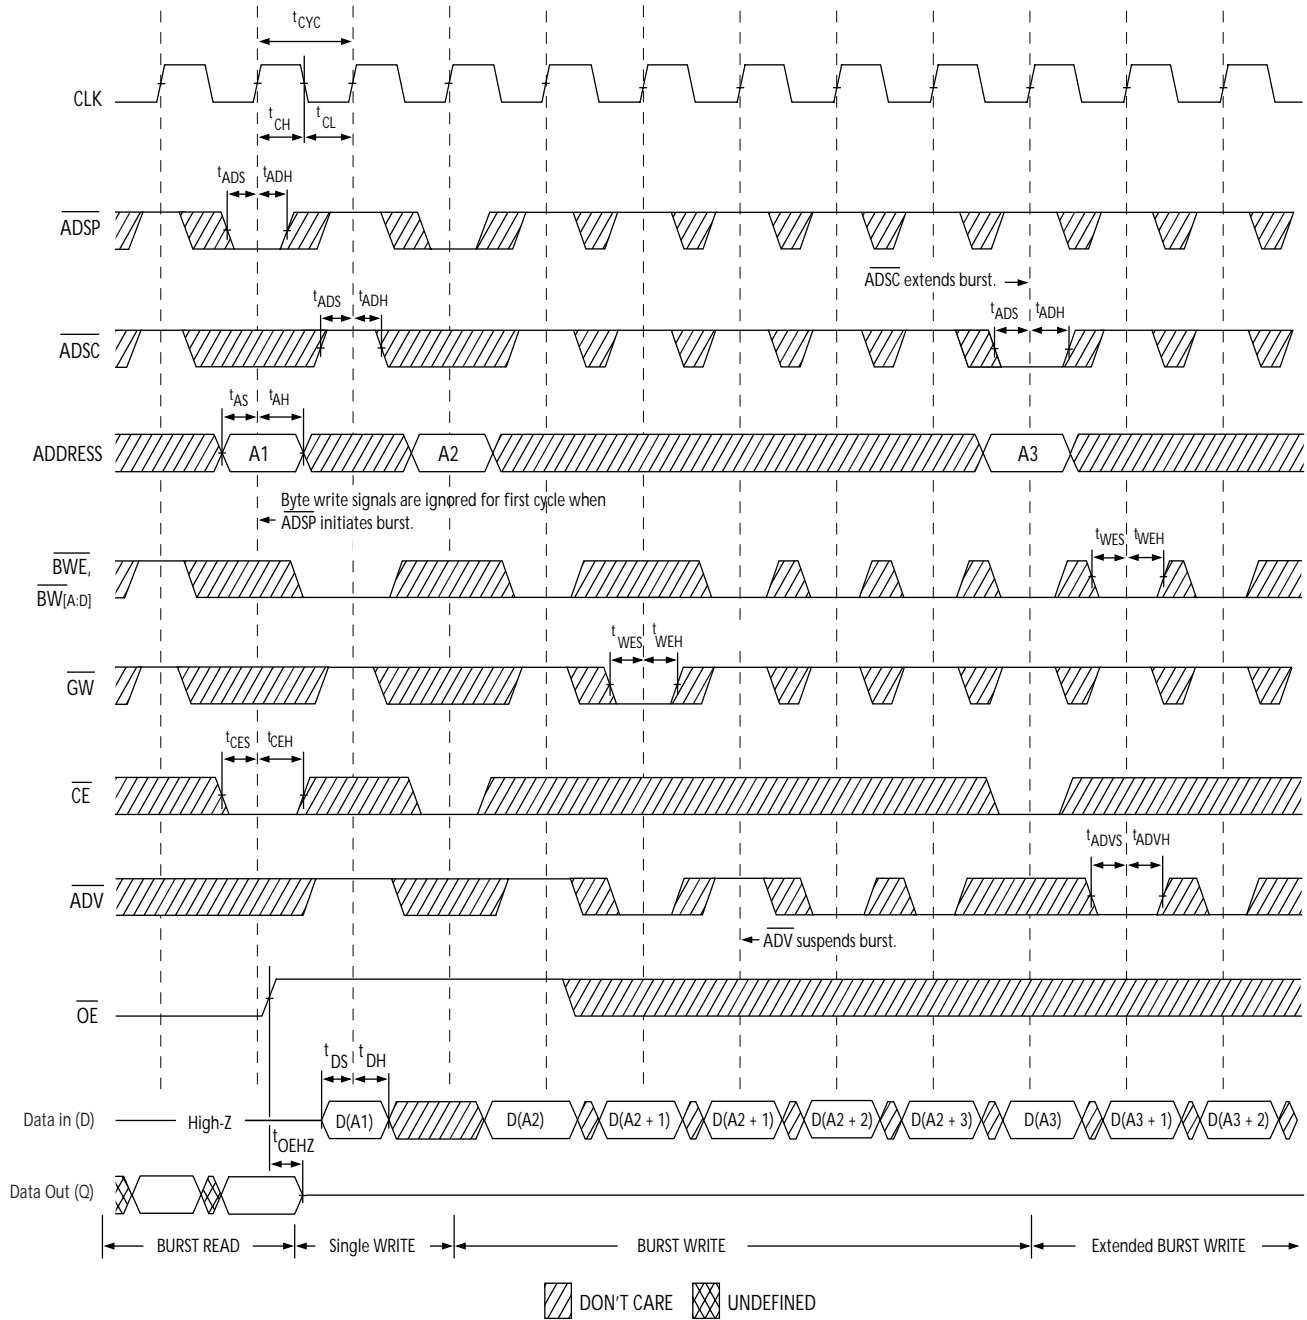 tCYC
CLK
tCH
tCL
tADS
tADH
ADSP
ADSC extends burst.
tADS
tADH
tADS
tADH
ADSC
tAS
tAH
ADDRESS
A1
A2
A3
Byte write signals are ignored for first cycle when
ADSP initiates burst.
BWE,
BW[A:D]
tWES
tWEH
tWES
tWEH
GW
tCES
tCEH
CE
tADVS
tADVH
ADV
ADV suspends burst.
OE
tDS
tDH
Data in (D)
High-Z
D(A1)
D(A2)
D(A2 + 1)
D(A2 + 1)
D(A2 + 2)
D(A2 + 3)
D(A3)
D(A3 + 1)
D(A3 + 2)
tOEHZ
Data Out (Q)
BURST READ
Single WRITE
BURST WRITE
Extended BURST WRITE
DON'T CARE
UNDEFINED